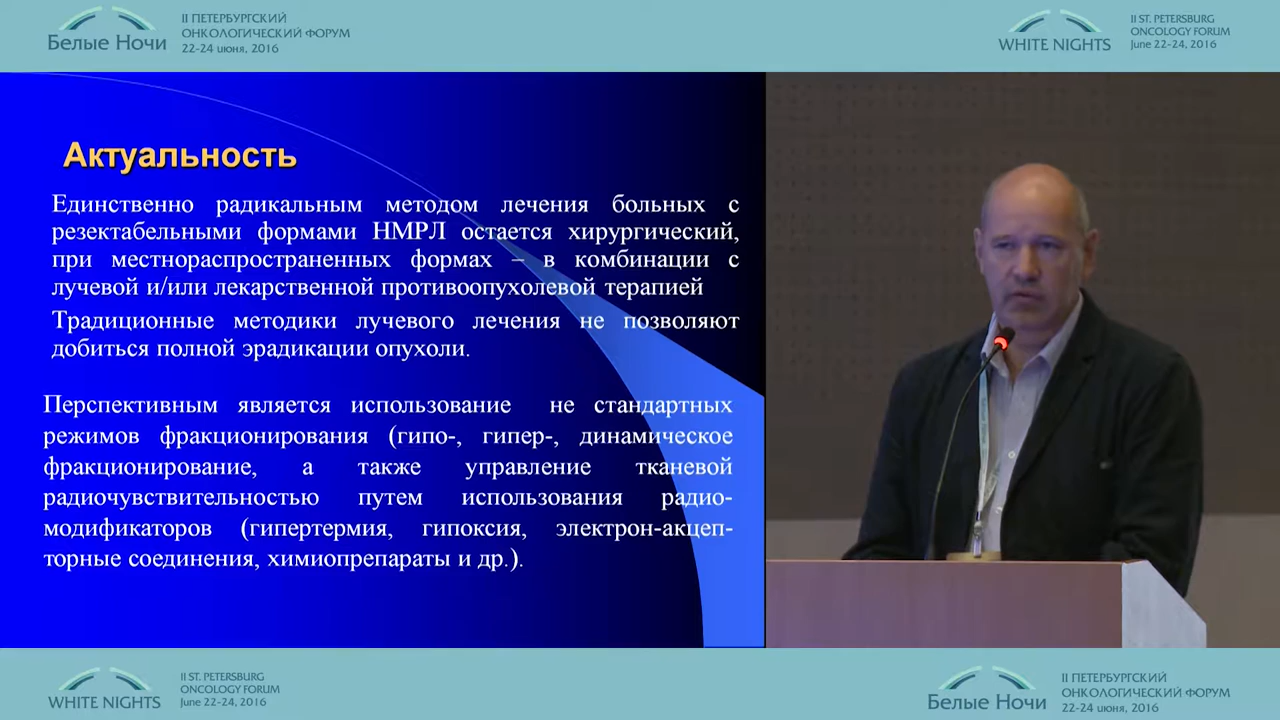 Белые Ночи
II ПЕТЕРБУРГСКИЙ
ОНКОЛОГИЧЕСКИЙ ФОРУМ
22-24 июня, 2016
WHITE NIGHTS
II ST. PETERSBURG
ONCOLOGY FORUM
June 22-24, 2016
Актуальность
Единственно радикальным методом лечения больных с
резектабельными формами НМРЛ остается хирургический,
при местнораспространенных формах – в комбинации с
лучевой и/или лекарственной противоопухолевой терапией
Традиционные методики лучевого лечения не позволяют
добиться полной эрадикации опухоли.
Перспективным является использование не стандартных
режимов фракционирования (гипо-, гипер-, динамическое
фракционирование, а также управление тканевой
радиочувствительностью путем использования радио-
модификаторов (гипертермия, гипоксия, электрон-акцеп-
торные соединения, химиопрепараты и др.).
WHITE NIGHTS
II ST. PETERSBURG
ONCOLOGY FORUM
June 22-24, 2016
Белые Ночи
II ПЕТЕРБУРГСКИЙ
ОНКОЛОГИЧЕСКИЙ ФОРУМ
22-24 июня, 2016